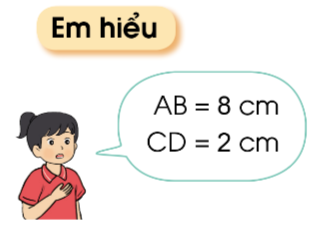 Em hiểu
AB = 8 cm
CD = 2 cm